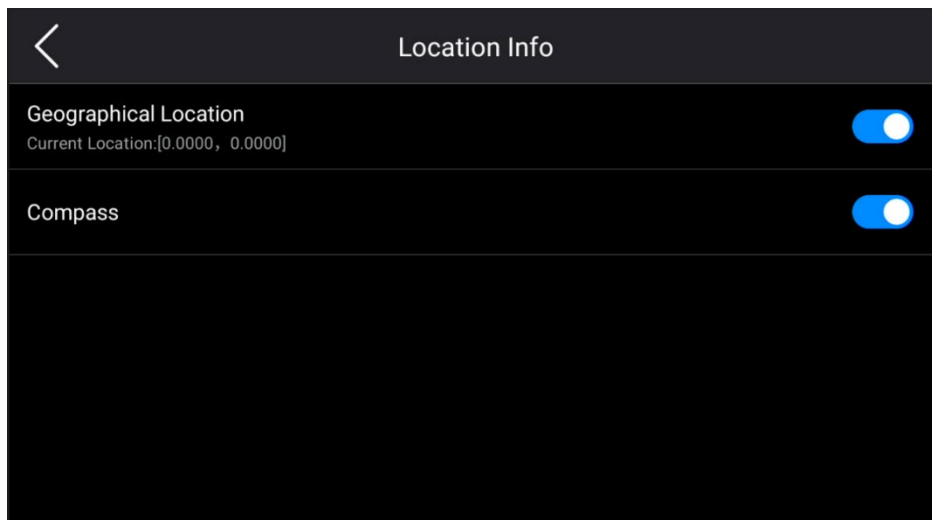 Location Info
Geographical Location
Current Location:[0.0000，0.0000]
Compass